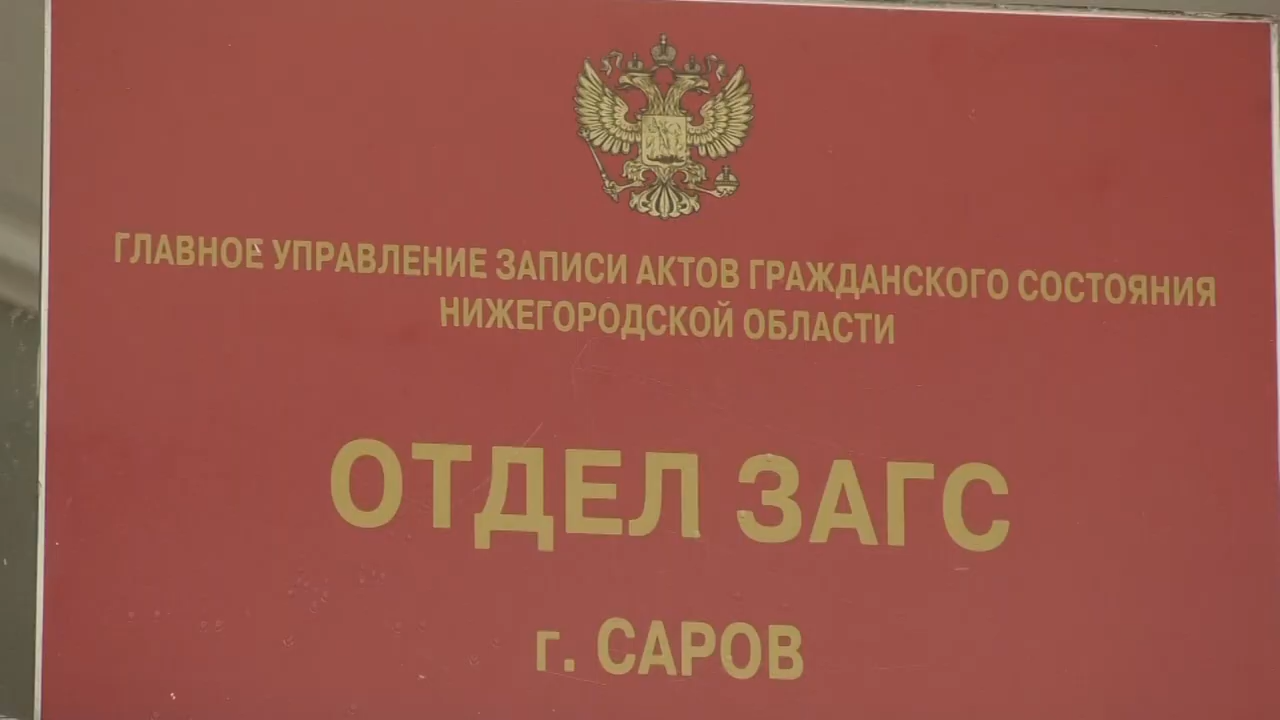 ГЛАВНОЕ УПРАВЛЕНИЕ ЗАПИСИ АКТОВ ГРАЖДАНСКОГО СОСТОЯНИЯ
НИЖЕГОРОДСКОЙ ОБЛАСТИ
ОТДЕЛ ЗАГС
г. САРОВ